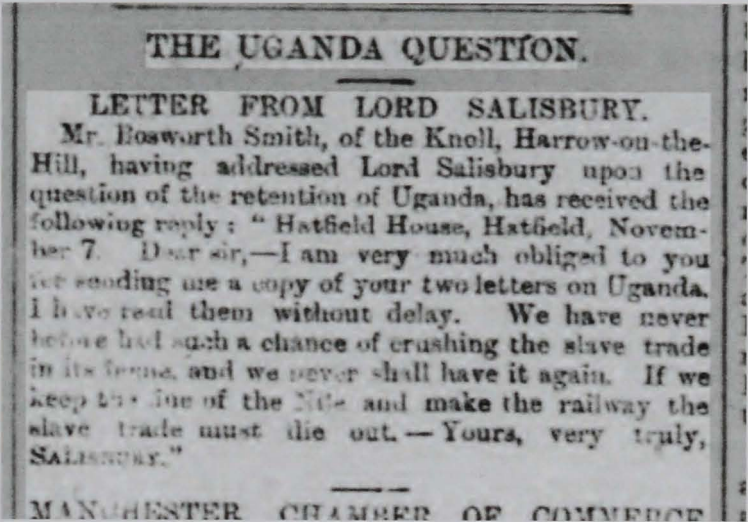 THE UGANDA QUESTION.
LETTER FROM LORD SALISBURY.
Mr. Bosworth Smith, of the Knoll, Harrow-on-the-
Hill, having addressed Lord Salisbury upon the
question of the retention of Uganda, has received the
following reply : " Hatfield House, Hatfield, Novem-
ber 7. Dear sir,—I am very much obliged to you
for sending me a copy of your two letters on Uganda.
I have read them without delay. We have never
before had such a chance of crushing the slave trade
in its and we never shall have it again. If we
keep the line of the Nile and make the railway the
slave trade must die out.—Yours, very truly,
SALISBURY."
MANCHESTER CHAMBER OF COMMERCE